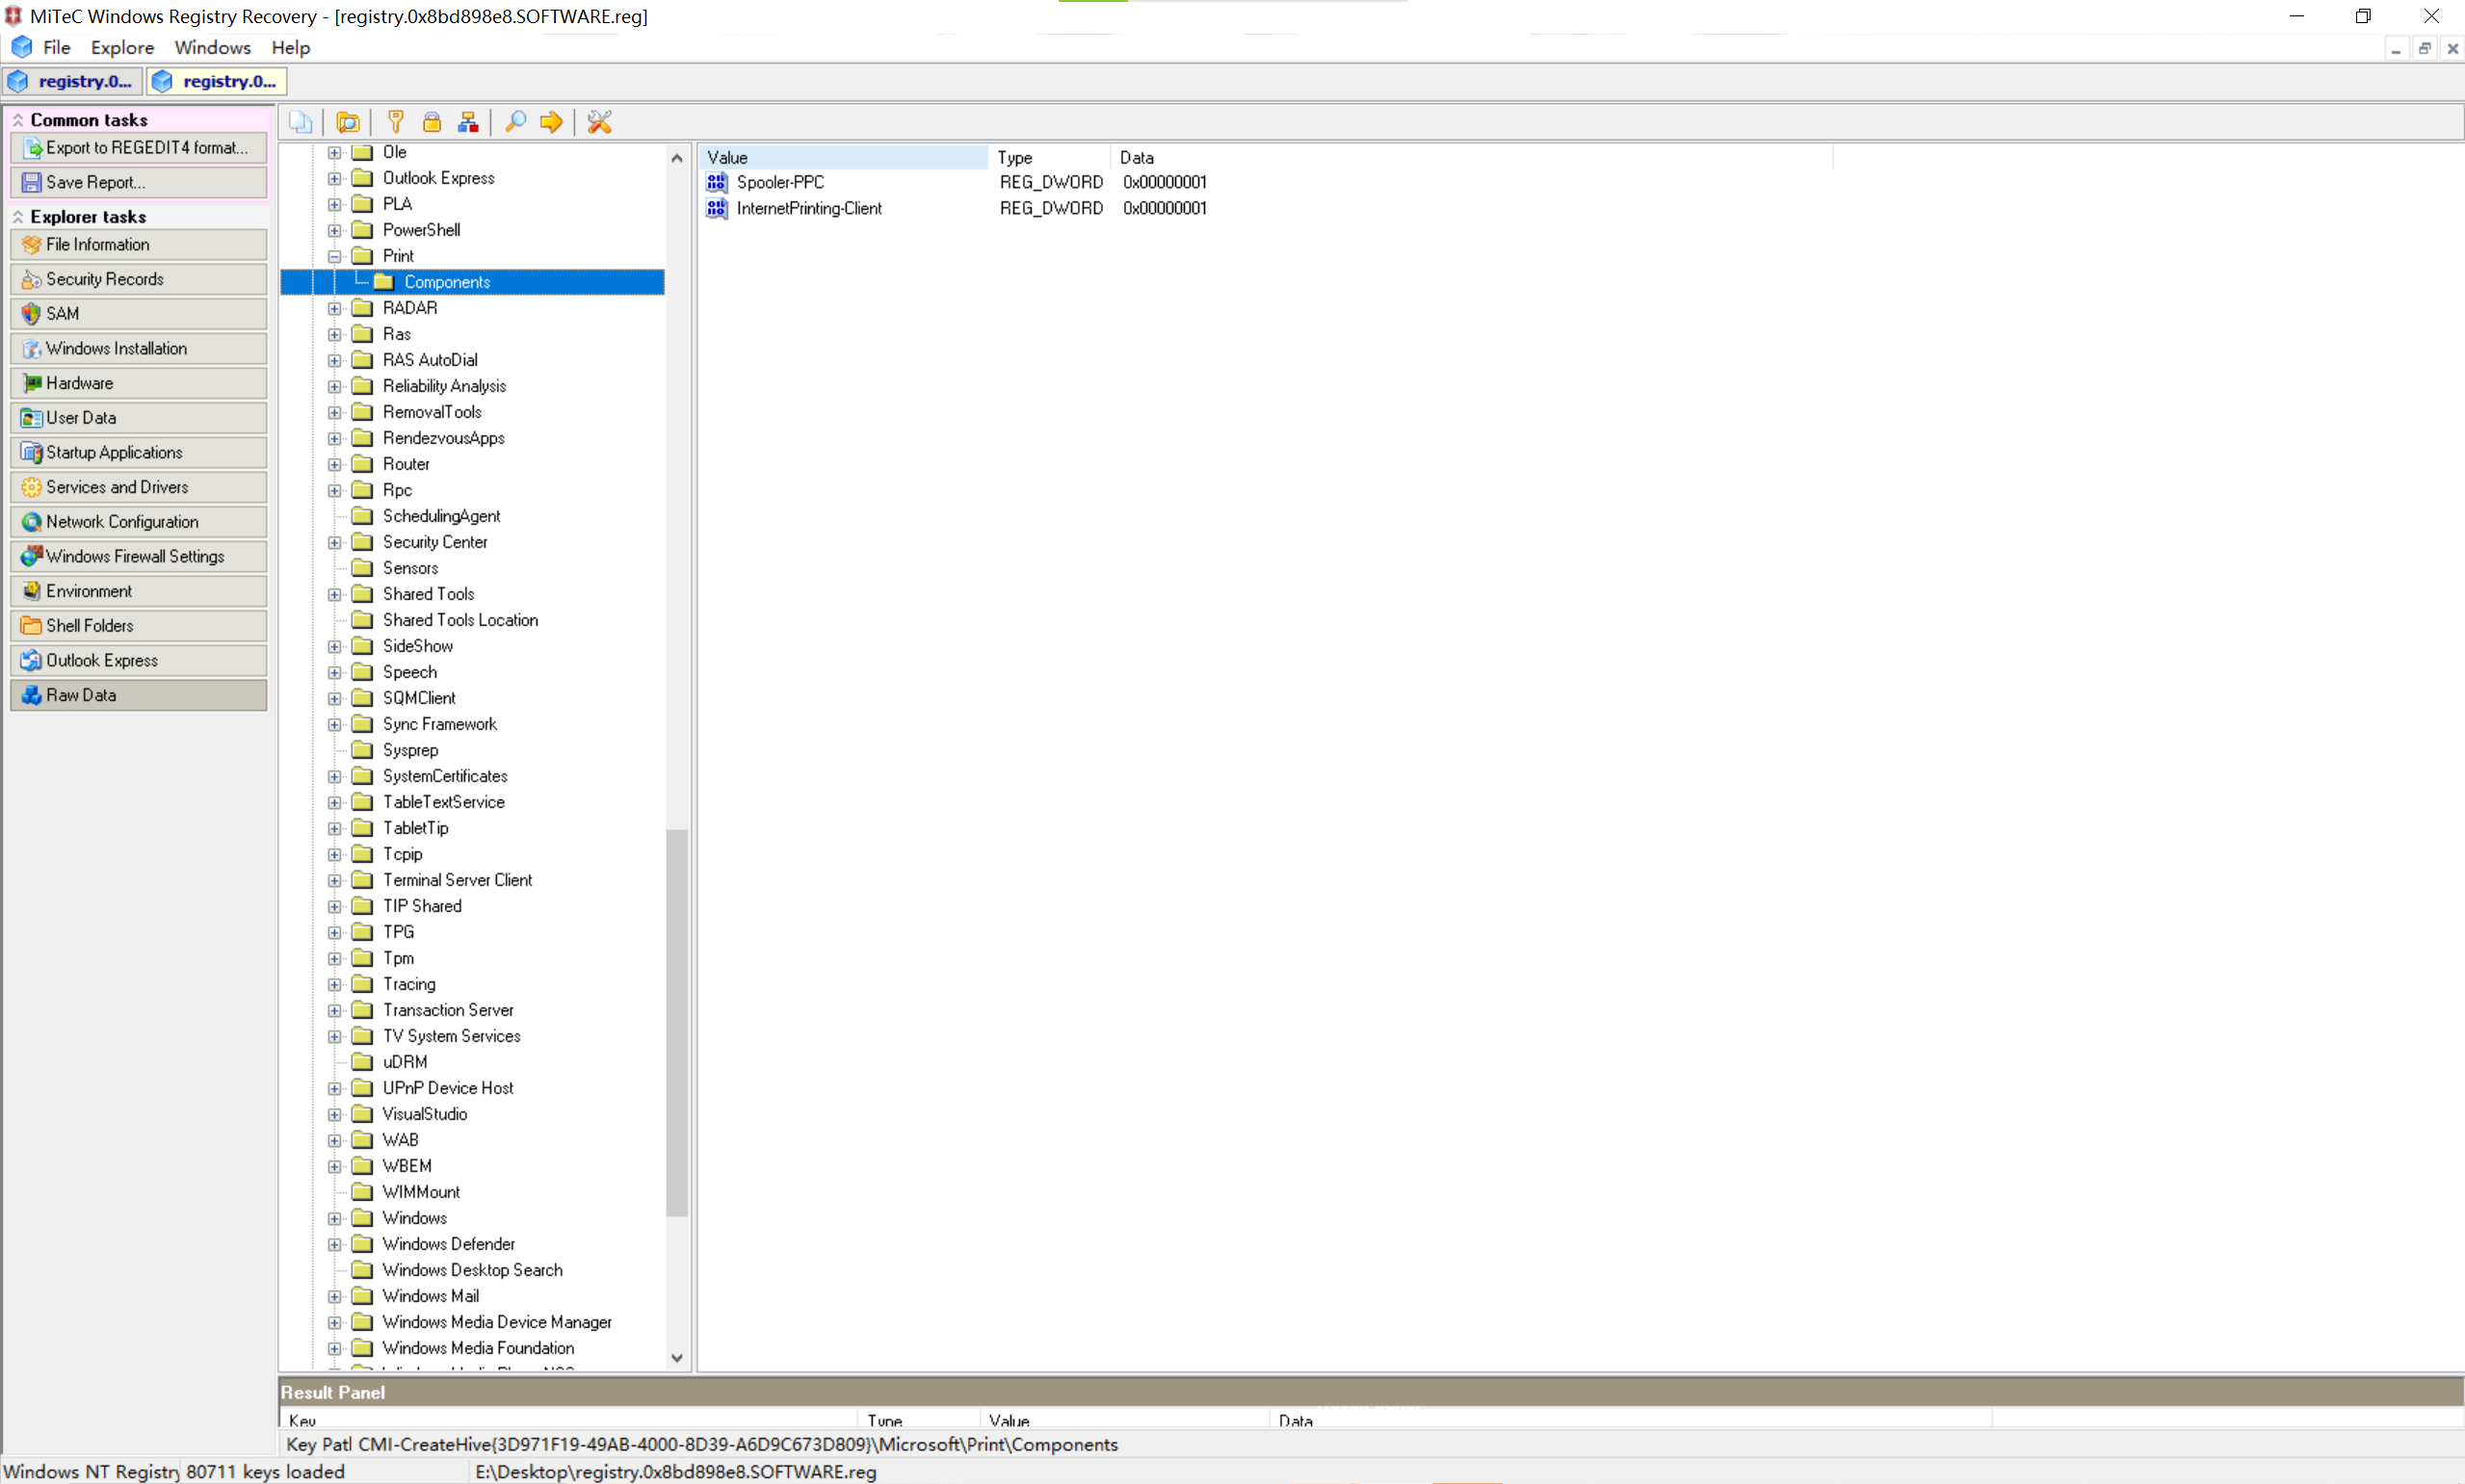 MiTeC Windows Registry Recovery - [registry.0x8bd898e8.SOFTWARE.reg]
File Explore Windows Help
registry.0... registry.0...
Common tasks
Export to REGEDIT4 format...
Save Report...
Explorer tasks
File Information
Security Records
SAM
Windows Installation
Hardware
User Data
Startup Applications
Services and Drivers
Network Configuration
Windows Firewall Settings
Environment
Shell Folders
Outlook Express
Raw Data
Ole
Outlook Express
PLA
PowerShell
Print
Components
RADAR
Ras
RAS AutoDial
Reliability Analysis
RemovalTools
RendezvousApps
Router
Rpc
SchedulingAgent
Security Center
Sensors
Shared Tools
Shared Tools Location
SideShow
Speech
SQMClient
Sync Framework
Sysprep
SystemCertificates
TableTextService
TabletTip
Tcpip
Terminal Server Client
TIP Shared
TPG
Tpm
Tracing
Transaction Server
TV System Services
uDRM
UPnP Device Host
VisualStudio
WAB
WBEM
WIMMount
Windows
Windows Defender
Windows Desktop Search
Windows Mail
Windows Media Device Manager
Windows Media Foundation
Value Type Data
Spooler-PPC REG_DWORD 0x00000001
InternetPrinting-Client REG_DWORD 0x00000001
Result Panel
Key Type Value Data
Key Patl CMI-CreateHive{3D971F19-49AB-4000-8D39-A6D9C673D809}\Microsoft\Print\Components
Windows NT Registry 80711 keys loaded E:\Desktop\registry.0x8bd898e8.SOFTWARE.reg